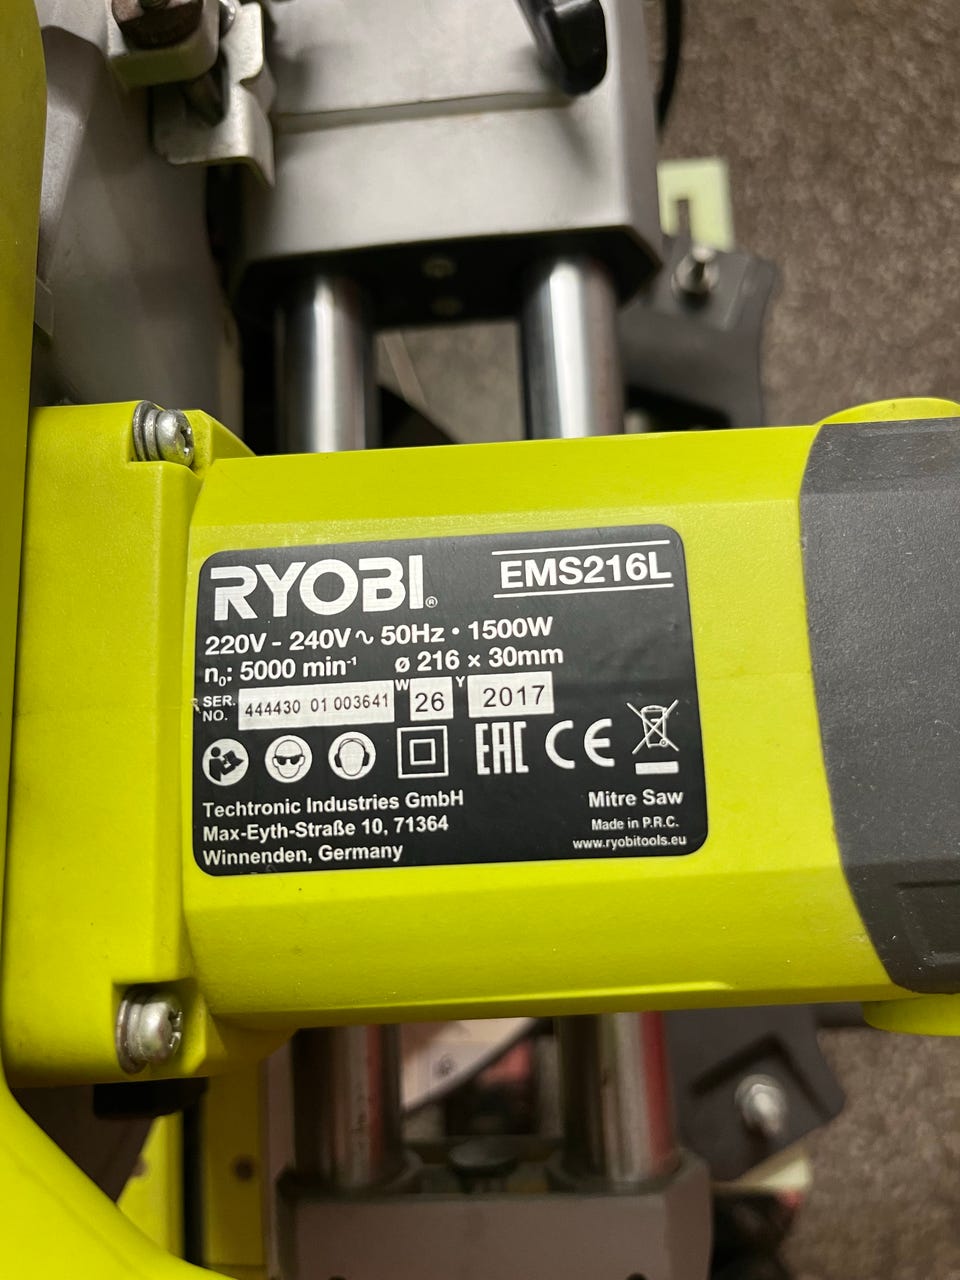 RYOBI®
EMS216L
220V - 240V ∿ 50Hz • 1500W
n₀: 5000 min⁻¹ ø 216 × 30mm
SER. NO. 444430 01 003641 W 26 Y 2017
EAC CE
Techtronic Industries GmbH
Max-Eyth-Straße 10, 71364
Winnenden, Germany
Mitre Saw
Made in P.R.C.
www.ryobitools.eu